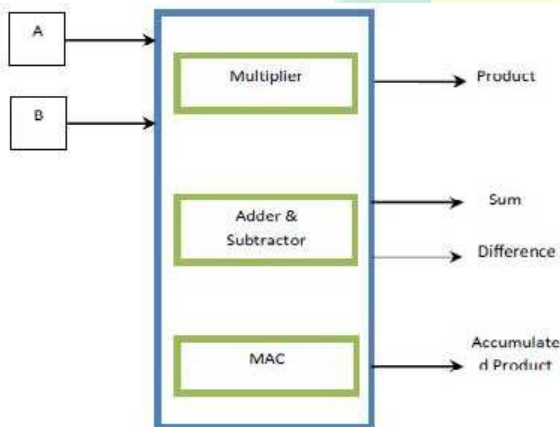 A
B
Multiplier
Product
Adder &
Subtractor
Sum
Difference
MAC
Accumulate
d Product